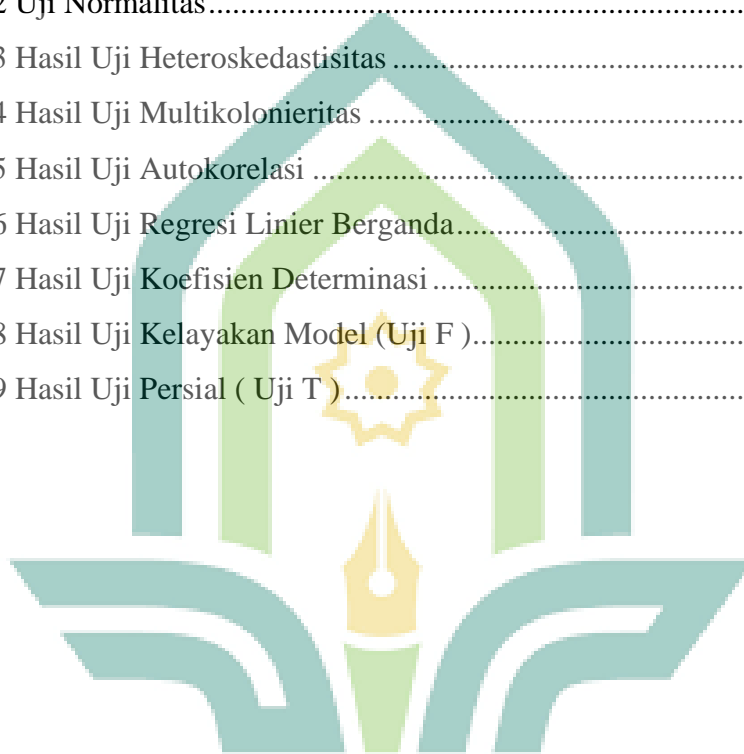 2 Uji Normalitas........................................................................
3 Hasil Uji Heteroskedastisitas................................................
4 Hasil Uji Multikolonieritas...................................................
5 Hasil Uji Autokorelasi..........................................................
6 Hasil Uji Regresi Linier Berganda.......................................
7 Hasil Uji Koefisien Determinasi..........................................
8 Hasil Uji Kelayakan Model (Uji F )....................................
9 Hasil Uji Persial ( Uji T ).....................................................